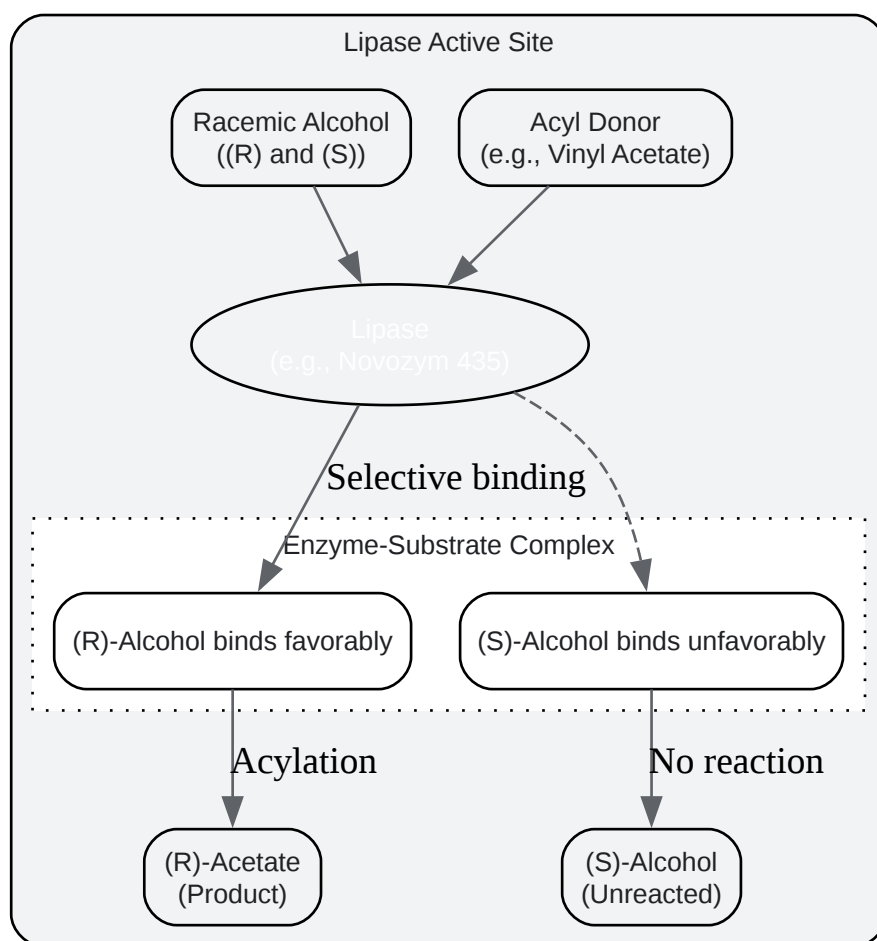 Lipase Active Site
Racemic Alcohol
((R) and (S))
Acyl Donor
(e.g., Vinyl Acetate)
Lipase
(e.g., Novozym 435)
Selective binding
Enzyme-Substrate Complex
(R)-Alcohol binds favorably
(S)-Alcohol binds unfavorably
Acylation
No reaction
(R)-Acetate
(Product)
(S)-Alcohol
(Unreacted)